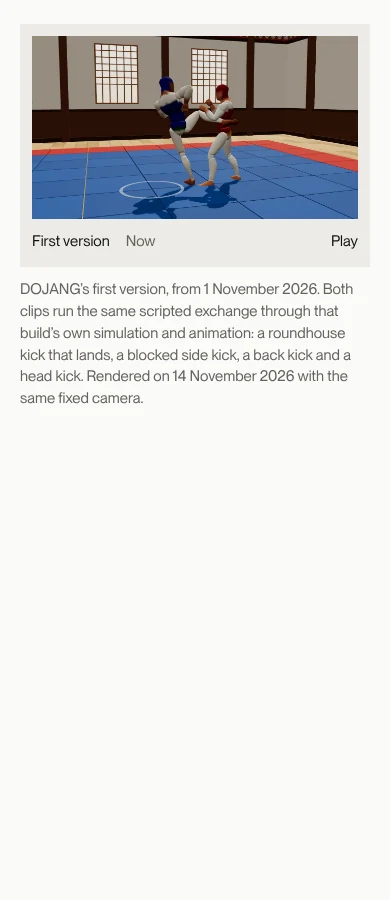 First version Now Play
DOJANG's first version, from 1 November 2026. Both
clips run the same scripted exchange through that
build's own simulation and animation: a roundhouse
kick that lands, a blocked side kick, a back kick and a
head kick. Rendered on 14 November 2026 with the
same fixed camera.